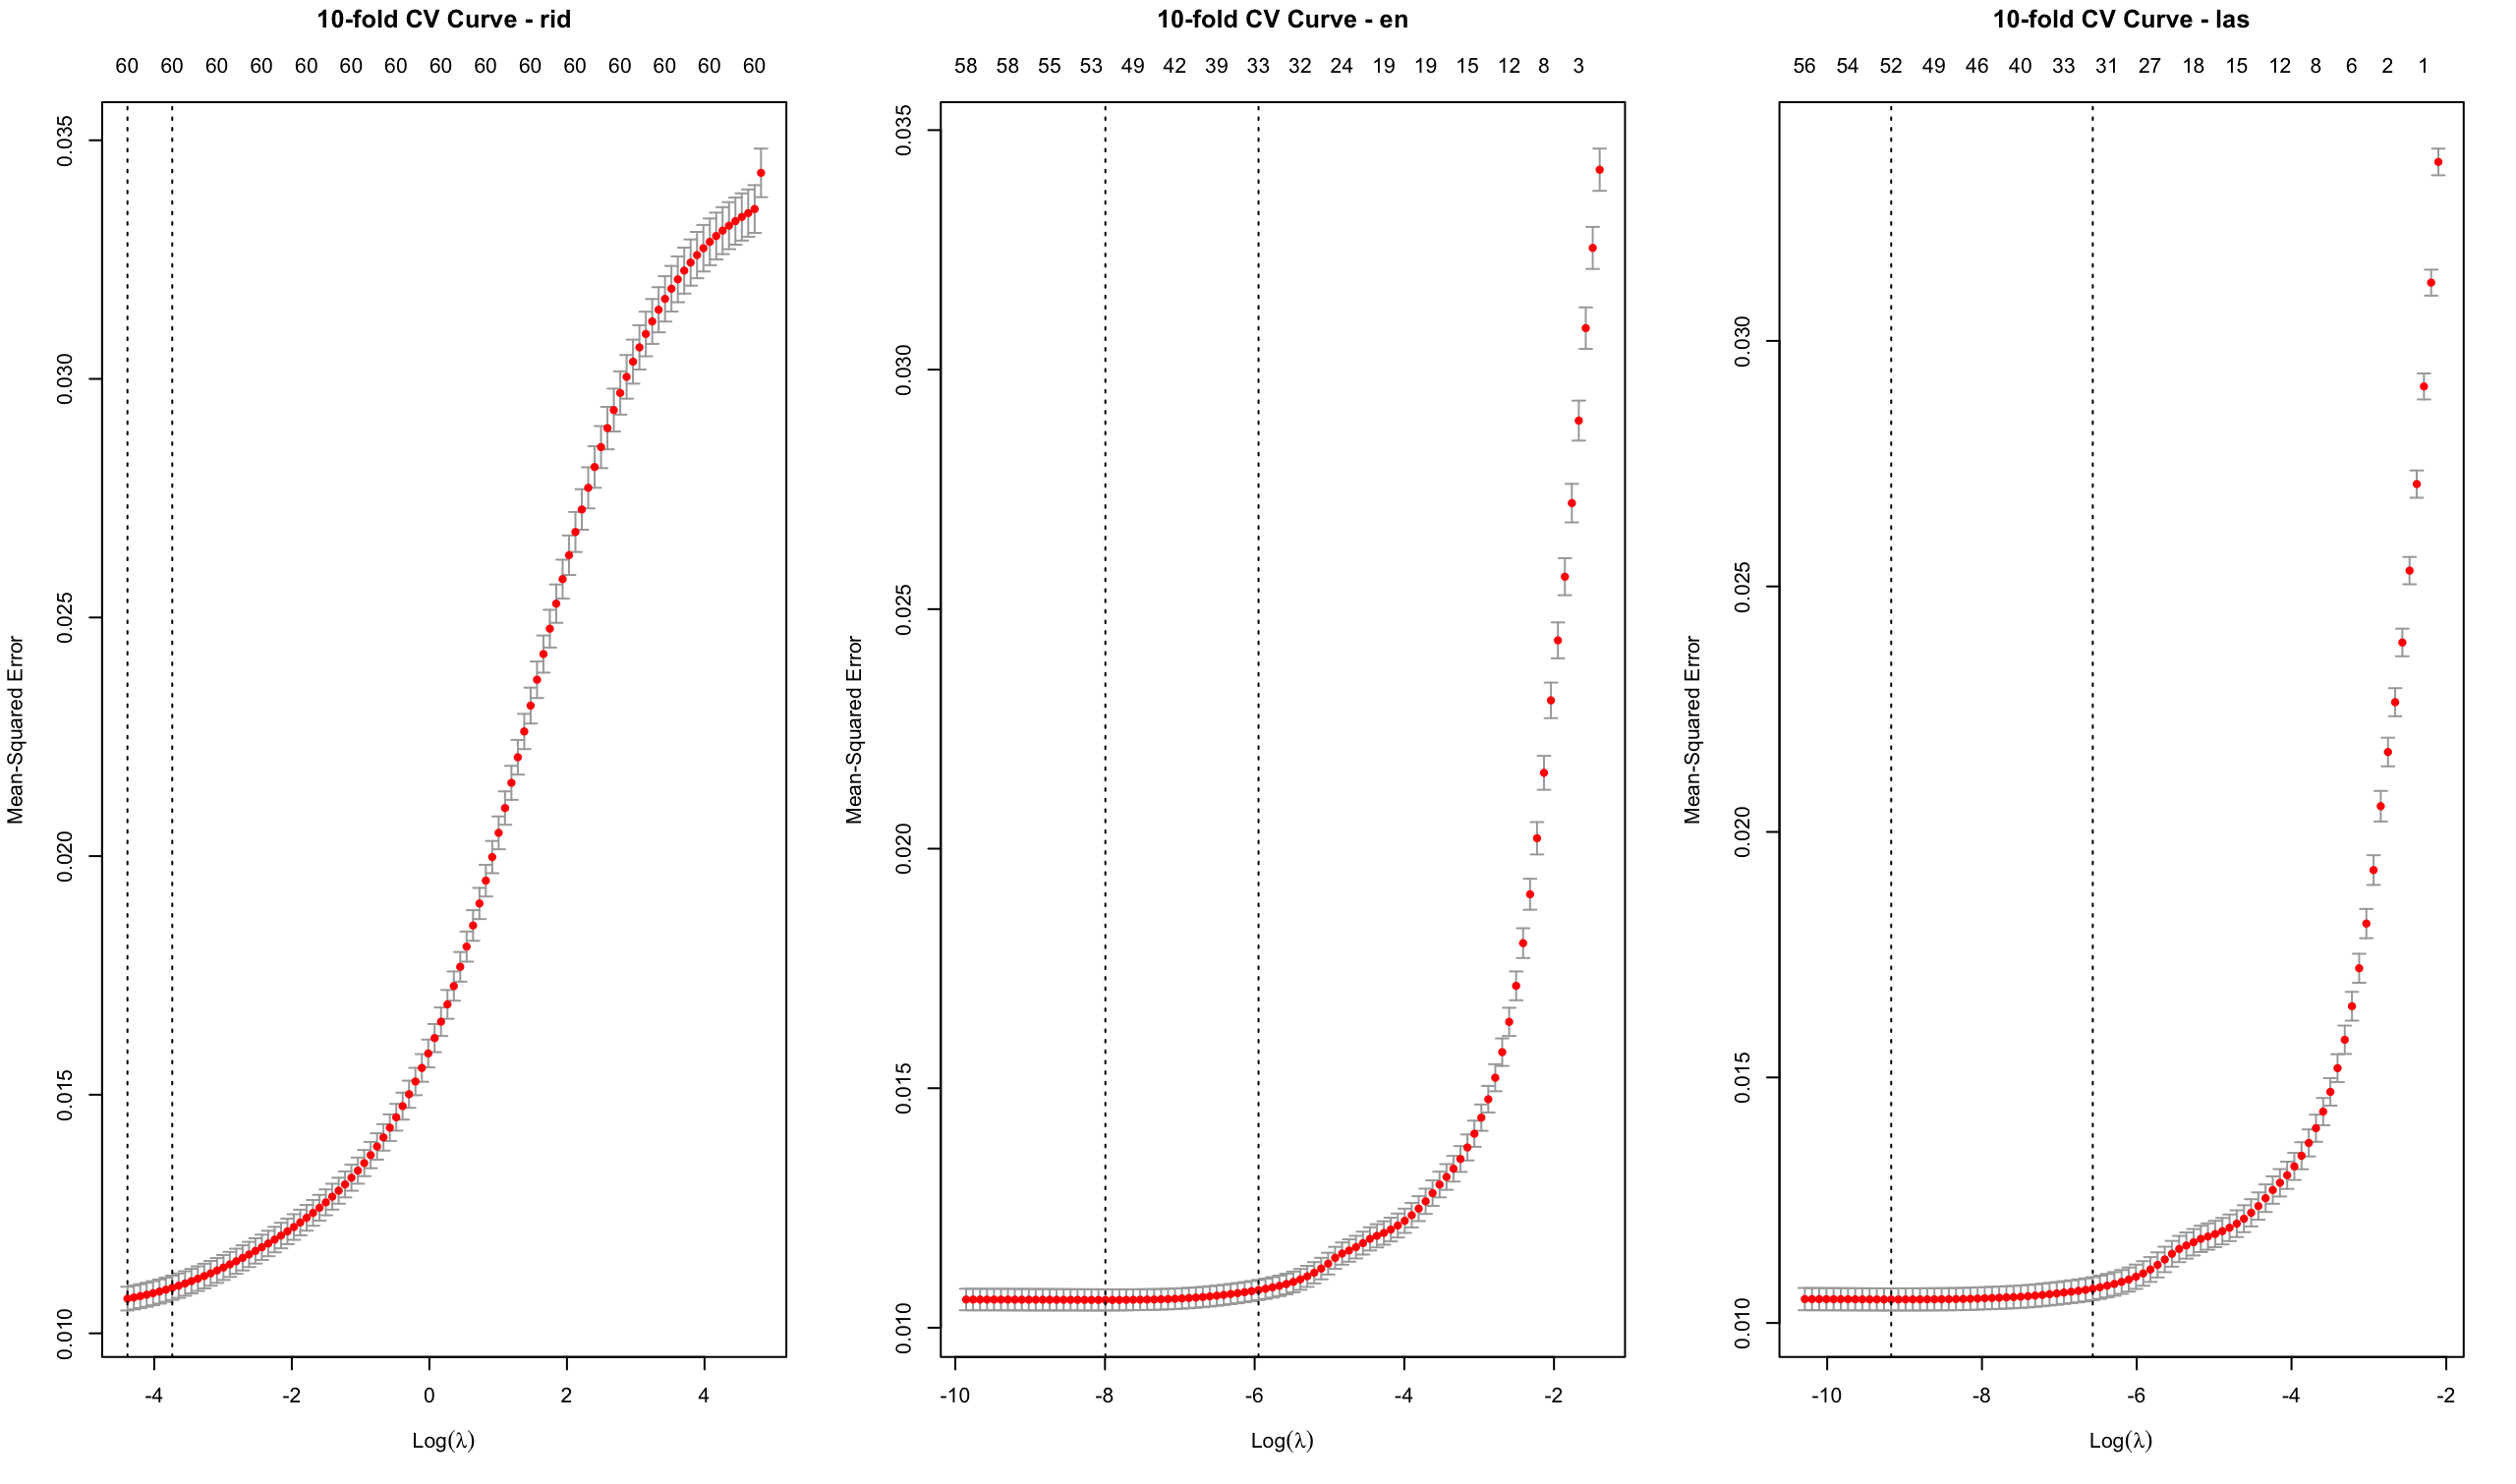 10-fold CV Curve - rid
60 60 60 60 60 60 60 60 60 60 60 60 60 60 60
0.035
0.030
0.025
0.020
0.015
0.010
Mean-Squared Error
-4 -2 0 2 4
Log(λ)
10-fold CV Curve - en
58 58 55 53 49 42 39 33 32 24 19 19 15 12 8 3
0.035
0.030
0.025
0.020
0.015
0.010
Mean-Squared Error
-10 -8 -6 -4 -2
Log(λ)
10-fold CV Curve - las
56 54 52 49 46 40 33 31 27 18 15 12 8 6 2 1
0.030
0.025
0.020
0.015
0.010
Mean-Squared Error
-10 -8 -6 -4 -2
Log(λ)